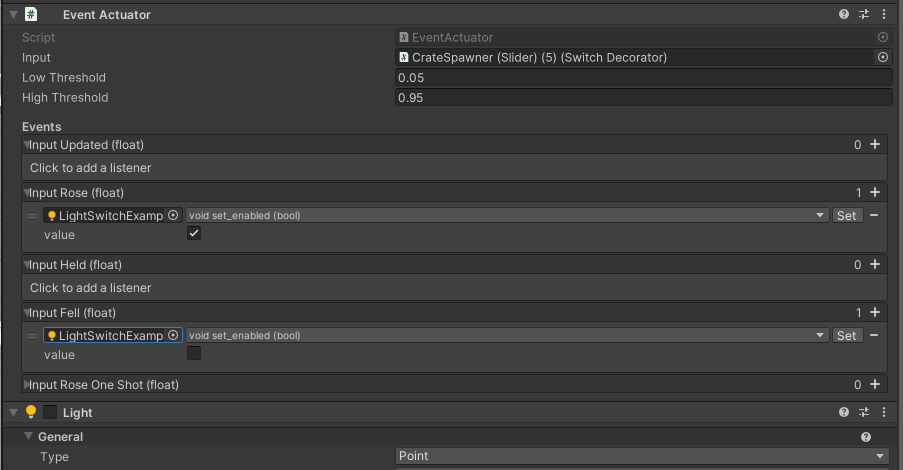 Event Actuator
Script EventActuator
Input CrateSpawner (Slider) (5) (Switch Decorator)
Low Threshold 0.05
High Threshold 0.95
Events
Input Updated (float) 0 +
Click to add a listener
Input Rose (float) 1 +
LightSwitchExamp void set_enabled (bool) Set −
value
Input Held (float) 0 +
Click to add a listener
Input Fell (float) 1 +
LightSwitchExamp void set_enabled (bool) Set −
value
Input Rose One Shot (float) 0 +
Light
General
Type Point